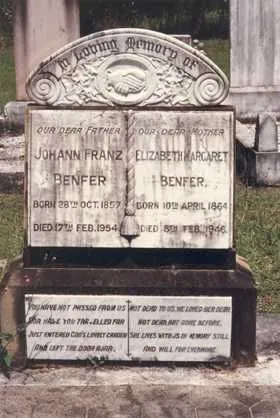 In Loving Memory of
OUR DEAR FATHER
JOHANN FRANZ
BENFER
BORN 28TH OCT. 1857
DIED 17TH FEB. 1954
OUR DEAR MOTHER
ELIZABETH MARGARET
BENFER.
BORN 10TH APRIL 1864
DIED 8TH FEB. 1946.
YOU HAVE NOT PASSED FROM US
NOR HAVE YOU TRAVELLED FAR
JUST ENTERED GOD'S LOVELY GARDEN
AND LEFT THE DOOR AJAR.
NOT DEAD TO US, WE LOVED HER DEAR
NOT DEAD, BUT GONE BEFORE,
SHE LIVES WITH US IN MEMORY STILL
AND WILL FOR EVERMORE.